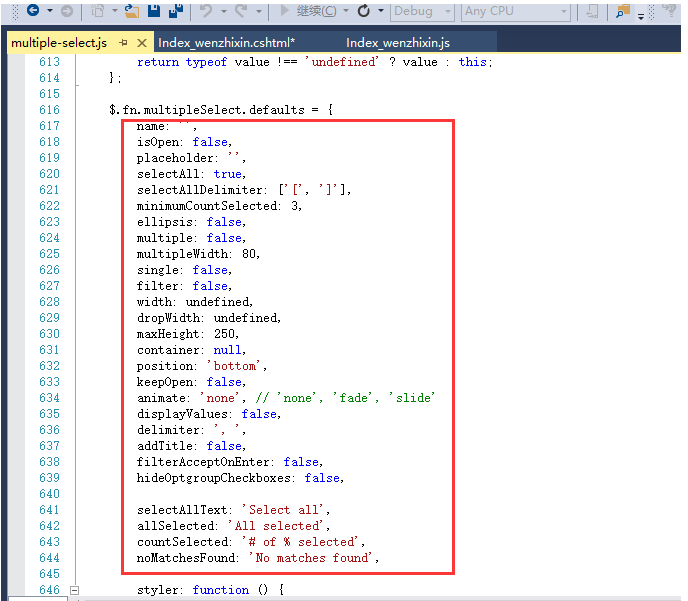 继续(C) Debug Any CPU
multiple-select.js Index_wenzhixin.cshtml* Index_wenzhixin.js
613 return typeof value !== 'undefined' ? value : this;
614 };
615
616 $.fn.multipleSelect.defaults = {
617 name: '',
618 isOpen: false,
619 placeholder: '',
620 selectAll: true,
621 selectAllDelimiter: ['[', ']'],
622 minimumCountSelected: 3,
623 ellipsis: false,
624 multiple: false,
625 multipleWidth: 80,
626 single: false,
627 filter: false,
628 width: undefined,
629 dropWidth: undefined,
630 maxHeight: 250,
631 container: null,
632 position: 'bottom',
633 keepOpen: false,
634 animate: 'none', // 'none', 'fade', 'slide'
635 displayValues: false,
636 delimiter: ', ',
637 addTitle: false,
638 filterAcceptOnEnter: false,
639 hideOptgroupCheckboxes: false,
640
641 selectAllText: 'Select all',
642 allSelected: 'All selected',
643 countSelected: '# of % selected',
644 noMatchesFound: 'No matches found',
645
646 styler: function () {